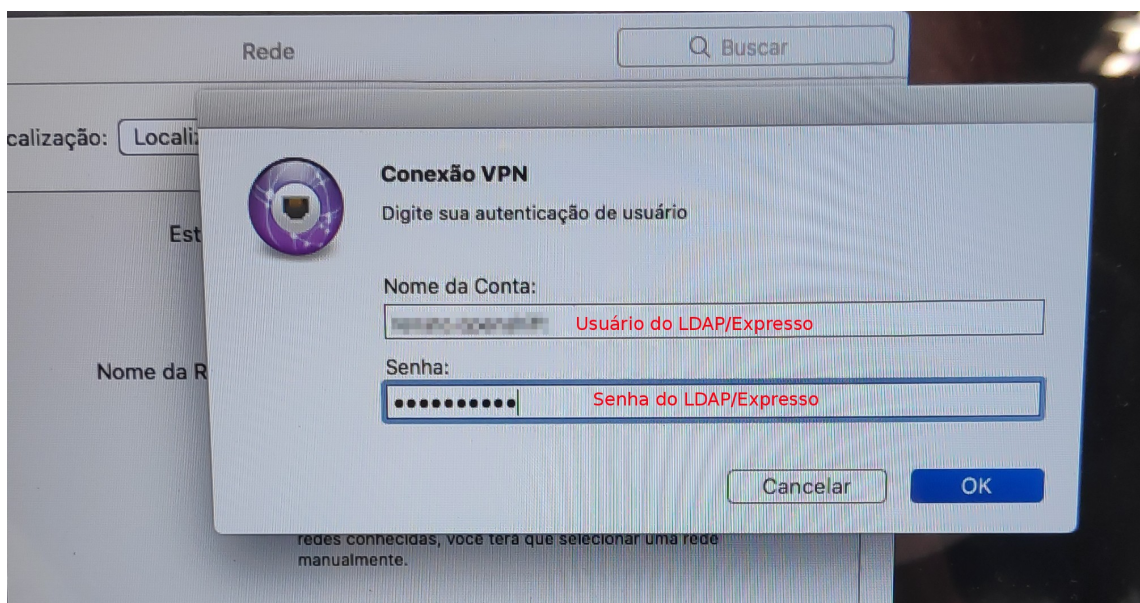 Rede
Buscar
calização:
Locali
Conexão VPN
Digite sua autenticação de usuário
Est
Nome da Conta:
Usuário do LDAP/Expresso
Nome da R
Senha:
Senha do LDAP/Expresso
Cancelar
OK
redes conhecidas, você terá que selecionar uma rede
manualmente.